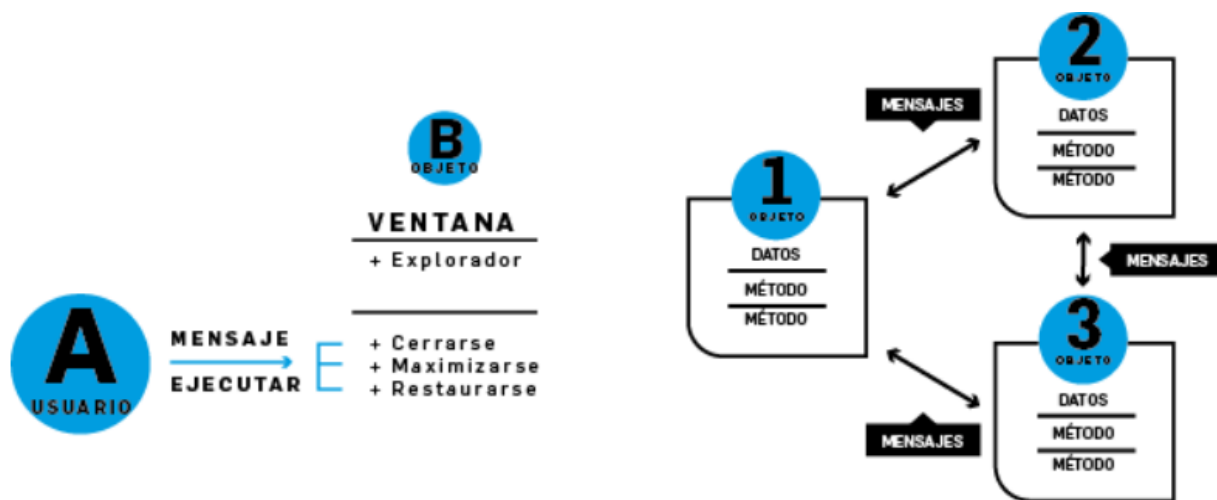 A
USUARIO
MENSAJE
EJECUTAR
B
OBJETO
VENTANA
+ Explorador
+ Cerrarse
+ Maximizarse
+ Restaurarse
1
OBJETO
DATOS
MÉTODO
MÉTODO
MENSAJES
2
OBJETO
DATOS
MÉTODO
MÉTODO
MENSAJES
3
OBJETO
DATOS
MÉTODO
MÉTODO
MENSAJES